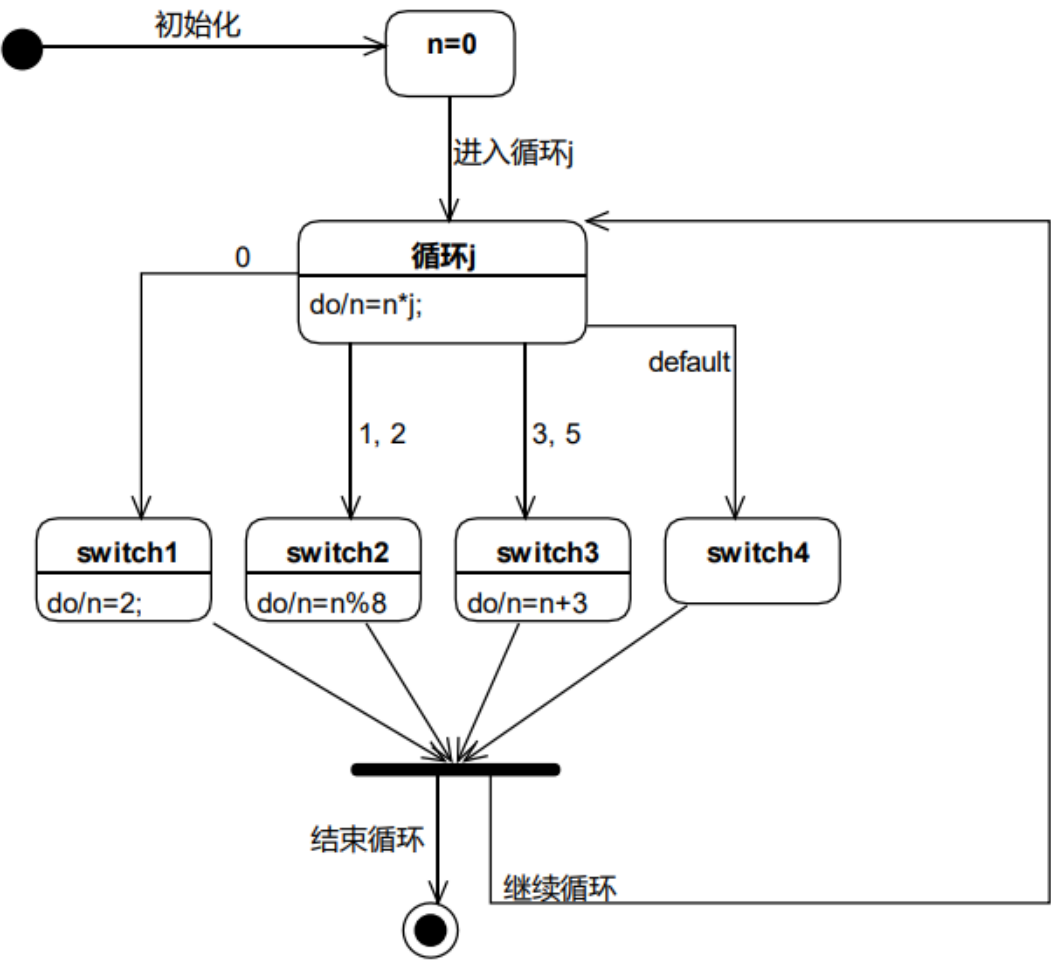 初始化
n=0
进入循环j
循环j
do/n=n*j;
0
default
1, 2
3, 5
switch1
do/n=2;
switch2
do/n=n%8
switch3
do/n=n+3
switch4
结束循环
继续循环